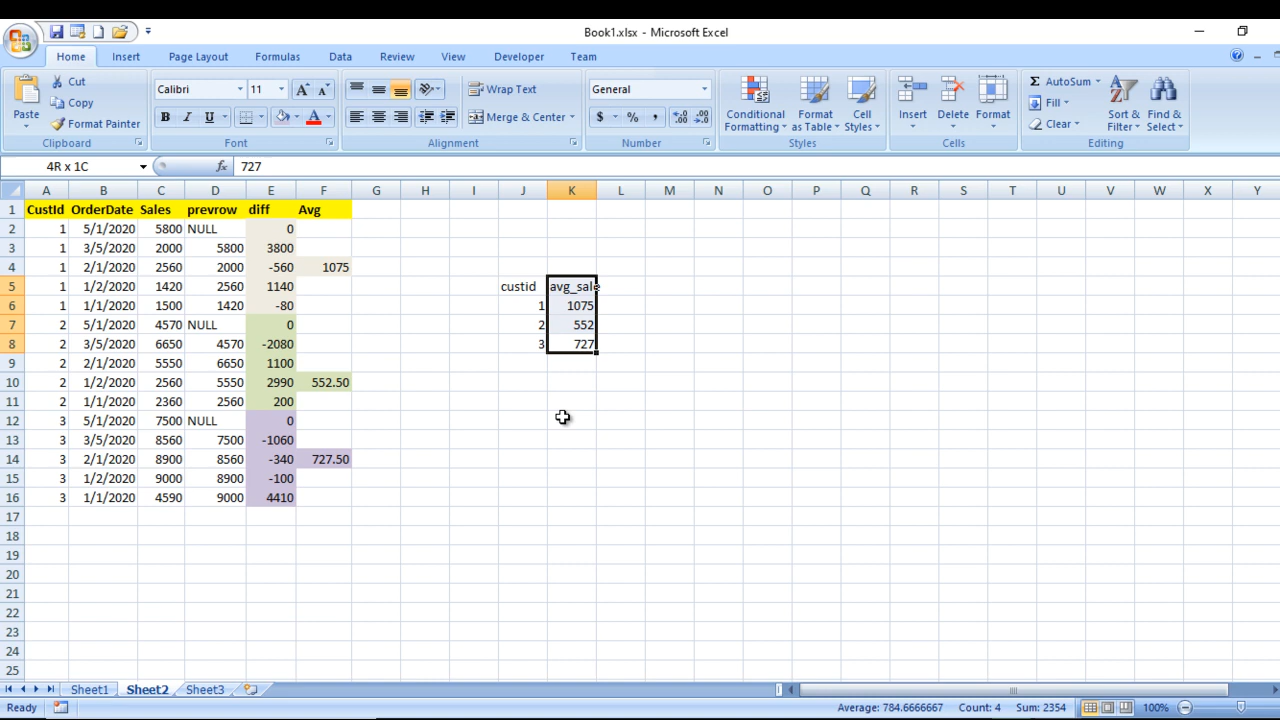 Book1.xlsx - Microsoft Excel
Home Insert Page Layout Formulas Data Review View Developer Team
Paste Cut Copy Format Painter Clipboard
Calibri 11 B I U A A A Font
Wrap Text Merge & Center Alignment
General $ % , Number
Conditional Formatting Format as Table Cell Styles Styles
Insert Delete Format Cells
Σ AutoSum Fill Clear Sort & Filter Find & Select Editing
4R x 1C fx 727
A B C D E F G H I J K L M N O P Q R S T U V W X Y
1 CustId OrderDate Sales prevrow diff Avg
2 1 5/1/2020 5800 NULL 0
3 1 3/5/2020 2000 5800 3800
4 1 2/1/2020 2560 2000 -560 1075
5 1 1/2/2020 1420 2560 1140 custid avg_sale
6 1 1/1/2020 1500 1420 -80 1 1075
7 2 5/1/2020 4570 NULL 0 2 552
8 2 3/5/2020 6650 4570 -2080 3 727
9 2 2/1/2020 5550 6650 1100
10 2 1/2/2020 2560 5550 2990 552.50
11 2 1/1/2020 2360 2560 200
12 3 5/1/2020 7500 NULL 0
13 3 3/5/2020 8560 7500 -1060
14 3 2/1/2020 8900 8560 -340 727.50
15 3 1/2/2020 9000 8900 -100
16 3 1/1/2020 4590 9000 4410
17
18
19
20
21
22
23
24
25
Sheet1 Sheet2 Sheet3
Ready Average: 784.6666667 Count: 4 Sum: 2354 100%